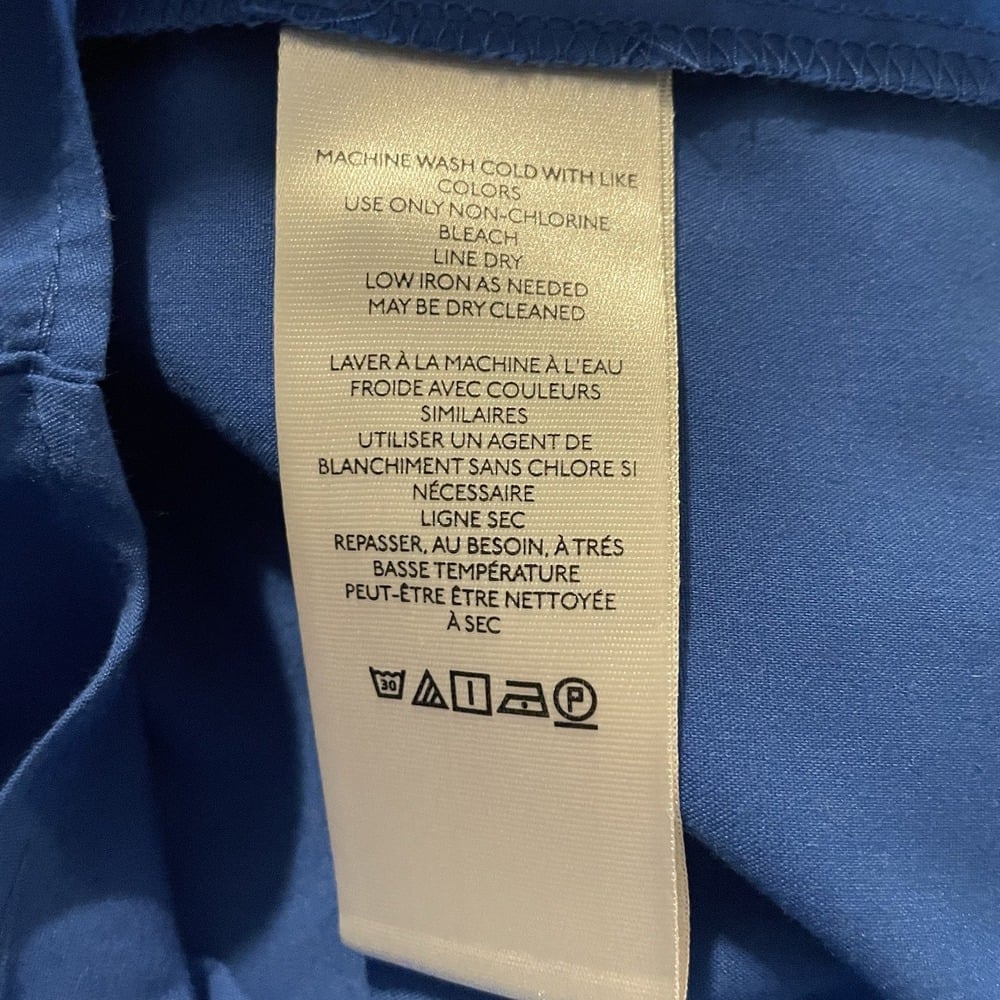 MACHINE WASH COLD WITH LIKE
COLORS
USE ONLY NON-CHLORINE
BLEACH
LINE DRY
LOW IRON AS NEEDED
MAY BE DRY CLEANED
LAVER À LA MACHINE À L'EAU
FROIDE AVEC COULEURS
SIMILAIRES
UTILISER UN AGENT DE
BLANCHIMENT SANS CHLORE SI
NÉCESSAIRE
LIGNE SEC
REPASSER, AU BESOIN, À TRÉS
BASSE TEMPÉRATURE
PEUT-ÊTRE ÊTRE NETTOYÉE
À SEC
30 P